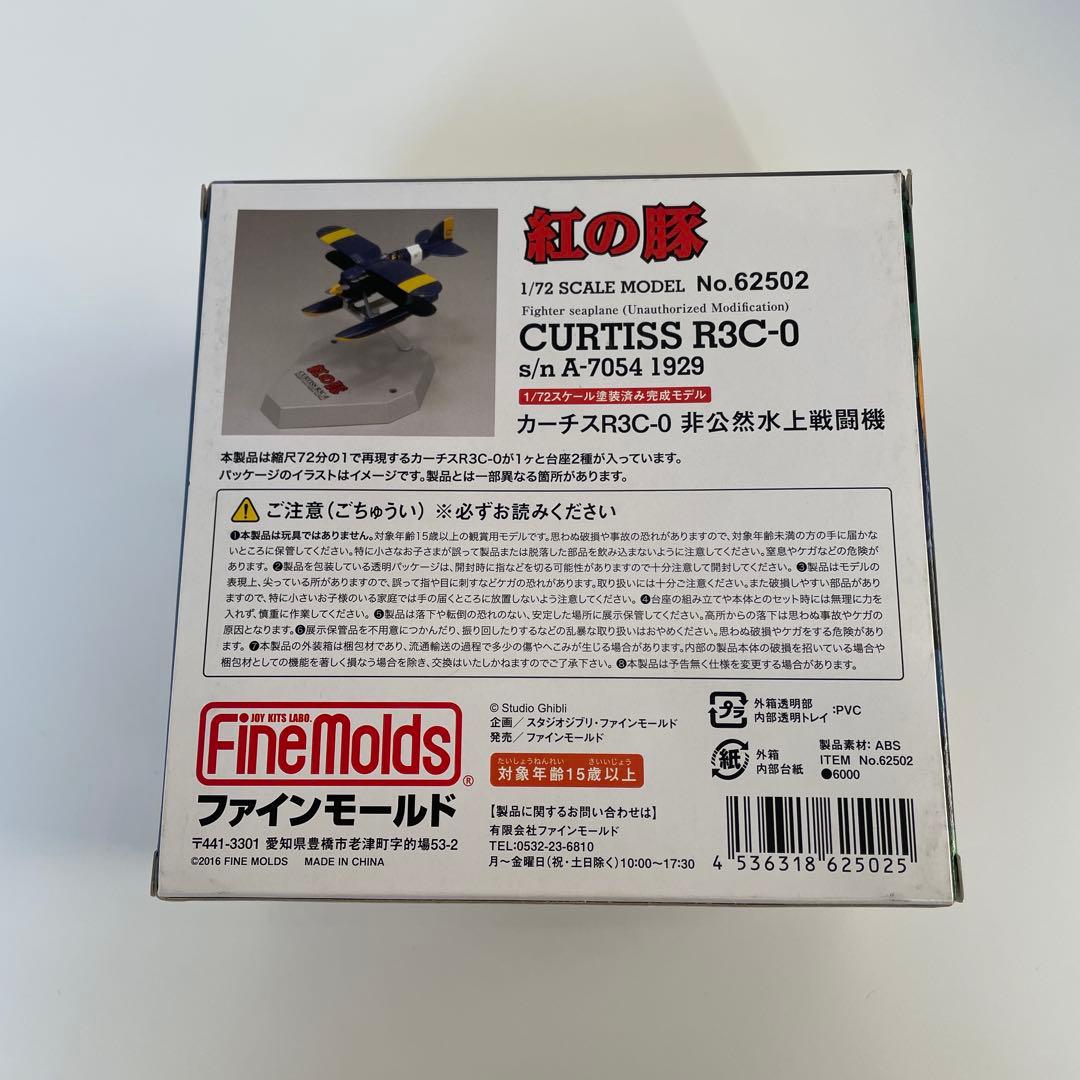 紅の豚
1/72 SCALE MODEL No.62502
Fighter seaplane (Unauthorized Modification)
CURTISS R3C-0
s/n A-7054 1929
1/72スケール塗装済み完成モデル
カーチスR3C-0 非公然水上戦闘機
紅の豚
CURTISS R3C-0
本製品は縮尺72分の1で再現するカーチスR3C-0が1ヶと台座2種が入っています。
パッケージのイラストはイメージです。製品とは一部異なる箇所があります。
ご注意(ごちゅうい) ※必ずお読みください
❶本製品は玩具ではありません。対象年齢15歳以上の観賞用モデルです。思わぬ破損や事故の恐れがありますので、対象年齢未満の方の手に届かな
いところに保管してください。特に小さなお子さまが誤って製品または脱落した部品を飲み込まないように注意してください。窒息やケガなどの危険が
あります。❷製品を包装している透明パッケージは、開封時に指などを切る可能性がありますので十分注意して開封してください。❸製品はモデルの
表現上、尖っている所がありますので、誤って指や目に刺すなどケガの恐れがあります。取り扱いには十分ご注意ください。また破損しやすい部品があり
ますので、特に小さいお子様のいる家庭では手の届くところに放置しないよう注意してください。❹台座の組み立てや本体とのセット時には無理に力を
入れず、慎重に作業してください。❺製品は落下や転倒の恐れのない、安定した場所に展示保管してください。高所からの落下は思わぬ事故やケガの
原因となります。❻展示保管品を不用意につかんだり、振り回したりするなどの乱暴な取り扱いはおやめください。思わぬ破損やケガをする危険があり
ます。❼本製品の外装箱は梱包材であり、流通輸送の過程で多少の傷やへこみが生じる場合があります。内部の製品本体の破損を招いている場合や
梱包材としての機能を著しく損なう場合を除き、交換はいたしかねますのでご了承下さい。❽本製品は予告無く仕様を変更する場合があります。
JOY KITS LABO.
FineMolds®
ファインモールド
〒441-3301 愛知県豊橋市老津町字的場53-2
©2016 FINE MOLDS MADE IN CHINA
© Studio Ghibli
企画/スタジオジブリ・ファインモールド
発売/ファインモールド
たいしょうねんれい さいいじょう
対象年齢15歳以上
【製品に関するお問い合わせは】
有限会社ファインモールド
TEL:0532-23-6810
月〜金曜日(祝・土日除く)10:00〜17:30
プラ
外箱透明部
内部透明トレイ :PVC
紙
外箱
内部台紙
製品素材: ABS
ITEM No.62502
●6000
4 536318 625025